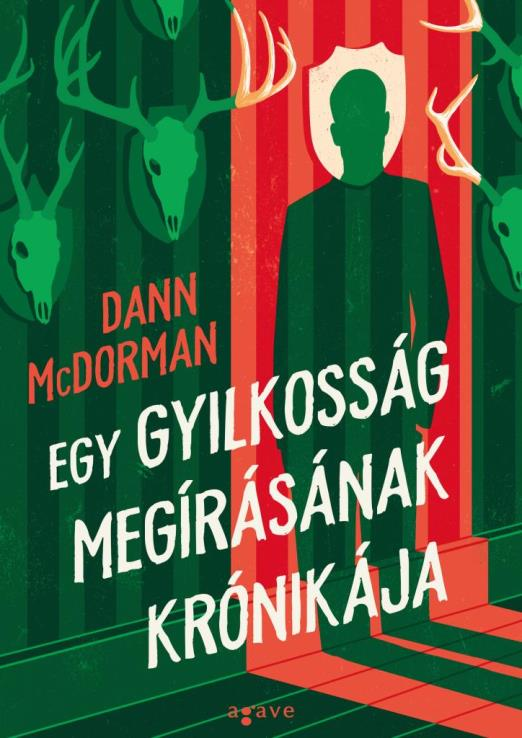 DANN
McDORMAN
EGY GYILKOSSÁG
MEGÍRÁSÁNAK
KRÓNIKÁJA
agave